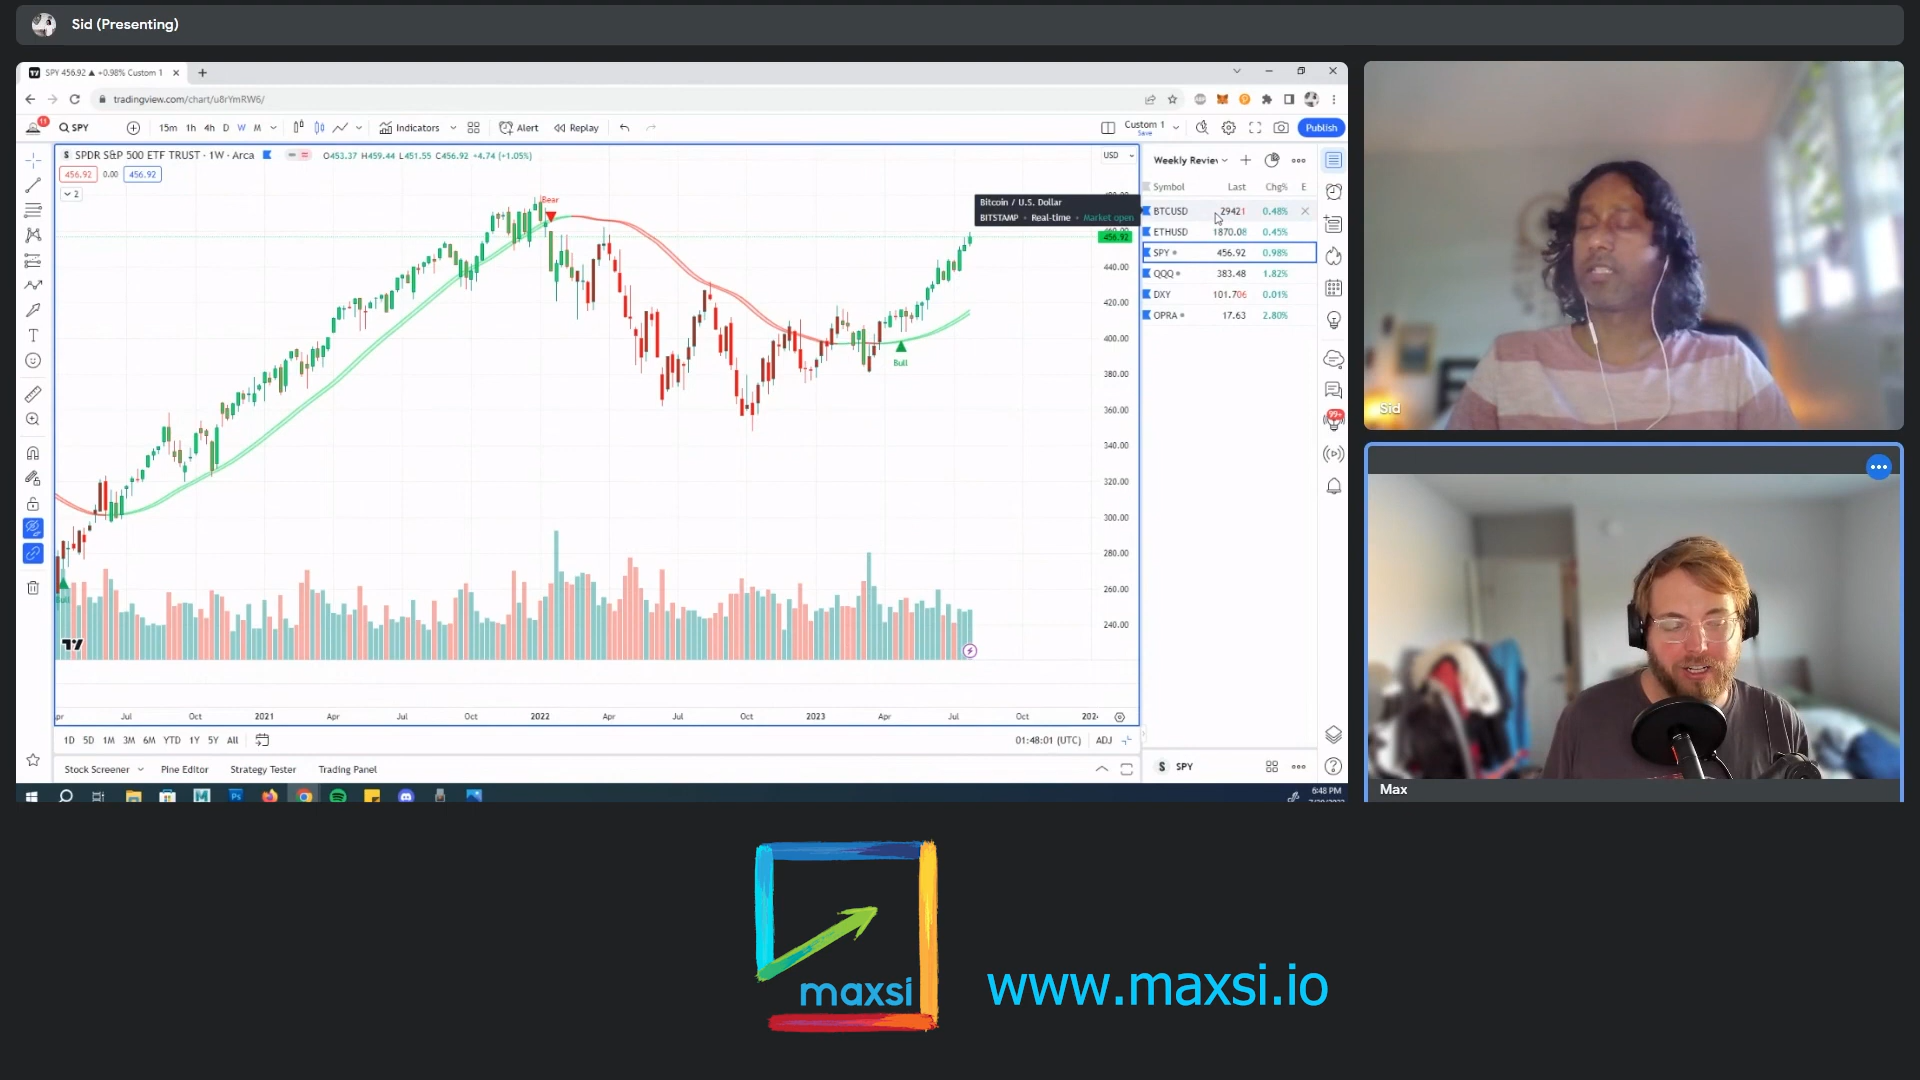 Sid (Presenting)
SPY 456.92 ▲ +0.98% Custom 1
tradingview.com/chart/u8rYmRW6/
11
SPY
15m 1h 4h D W M
Indicators
Alert
Replay
Custom 1
Save
Publish
S SPDR S&P 500 ETF TRUST · 1W · Arca
O453.37 H459.44 L451.55 C456.92 +4.74 (+1.05%)
USD
456.92 0.00 456.92
2
Bear
Bull
Bitcoin / U.S. Dollar
BITSTAMP • Real-time • Market open
456.92
440.00
420.00
400.00
380.00
360.00
340.00
320.00
300.00
280.00
260.00
240.00
Jul Oct 2021 Apr Jul Oct 2022 Apr Jul Oct 2023 Apr Jul Oct
1D 5D 1M 3M 6M YTD 1Y 5Y All
01:48:01 (UTC) ADJ
Stock Screener Pine Editor Strategy Tester Trading Panel
Weekly Review
Symbol Last Chg% E
BTCUSD 29421 0.48%
ETHUSD 1870.08 0.45%
SPY 456.92 0.98%
QQQ 383.48 1.82%
DXY 101.706 0.01%
OPRA 17.63 2.80%
99+
S SPY
6:48 PM
Sid
Max
maxsi
www.maxsi.io